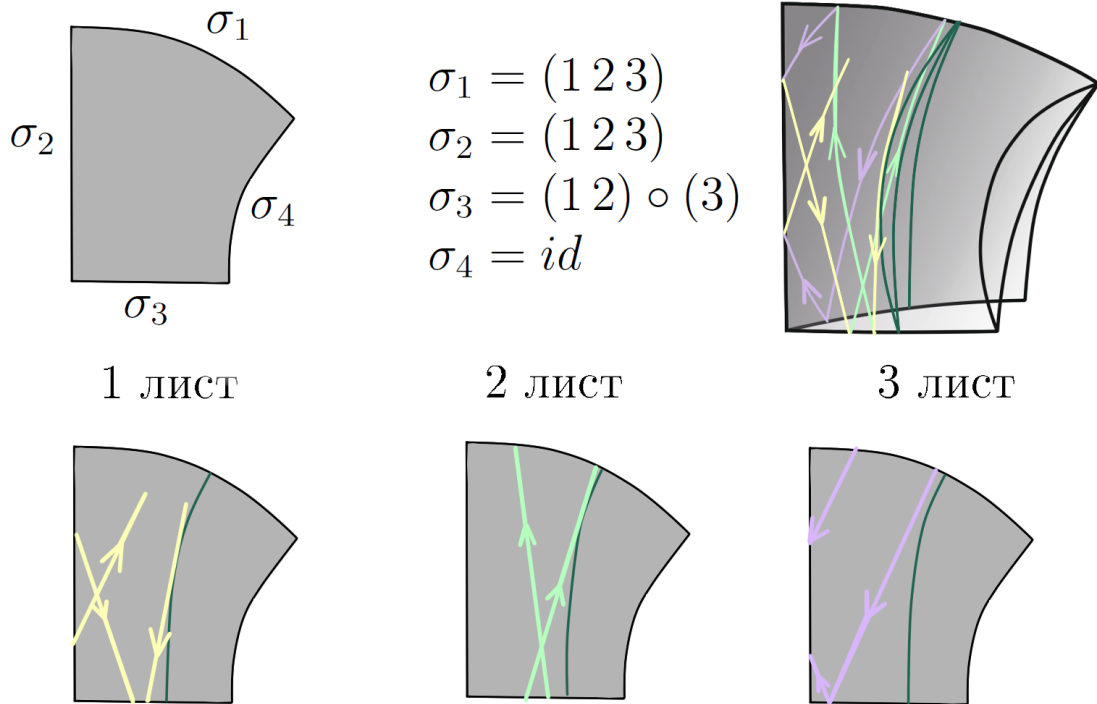 σ₁
σ₂
σ₄
σ₃
σ₁ = (1 2 3)
σ₂ = (1 2 3)
σ₃ = (1 2) ∘ (3)
σ₄ = id
1 лист
2 лист
3 лист